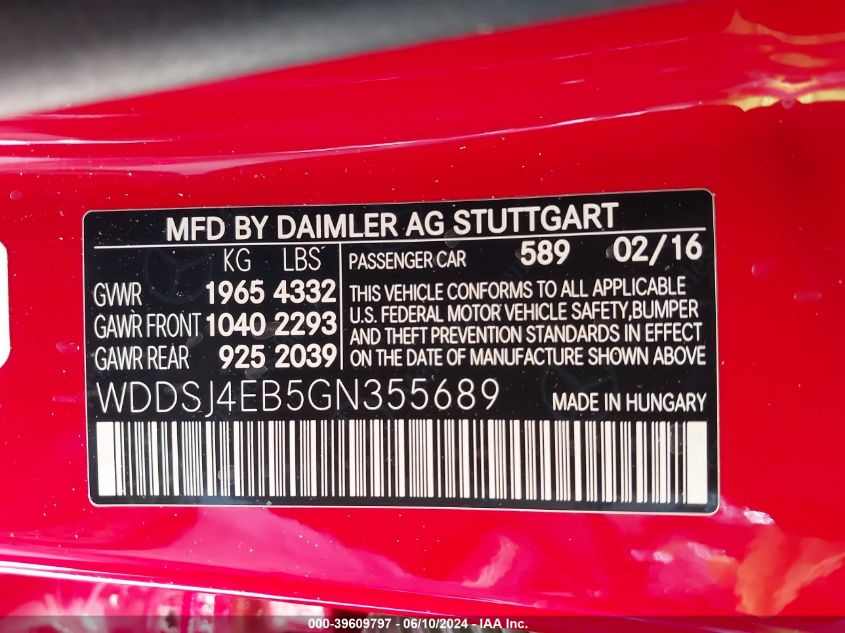 MFD BY DAIMLER AG STUTTGART
KG LBS
GVWR 1965 4332
GAWR FRONT 1040 2293
GAWR REAR 925 2039
PASSENGER CAR 589 02/16
THIS VEHICLE CONFORMS TO ALL APPLICABLE
U.S. FEDERAL MOTOR VEHICLE SAFETY,BUMPER
AND THEFT PREVENTION STANDARDS IN EFFECT
ON THE DATE OF MANUFACTURE SHOWN ABOVE
WDDSJ4EB5GN355689 MADE IN HUNGARY
000-39609797 - 06/10/2024 - IAA Inc.